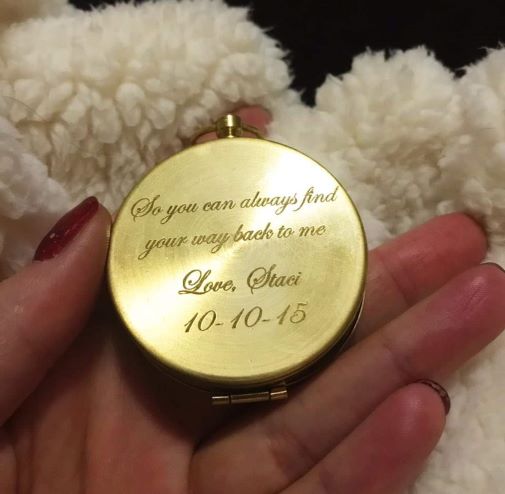 So you can always find
your way back to me
Love, Staci
10-10-15